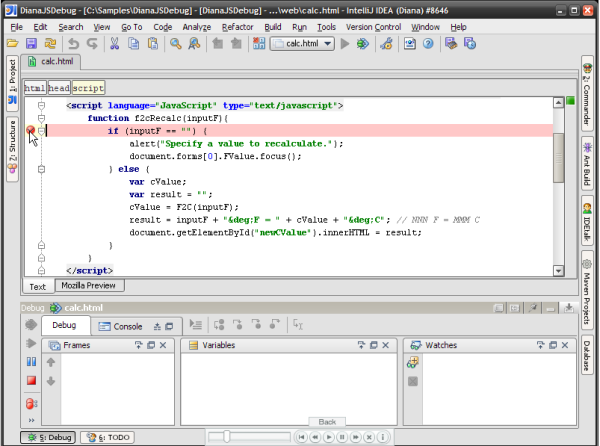 DianaJSDebug - [C:\Samples\DianaJSDebug] - [DianaJSDebug] - ...\web\calc.html - IntelliJ IDEA (Diana) #8646
File Edit Search View Go To Code Analyze Refactor Build Run Tools Version Control Window Help
calc.html
calc.html
html head script
1: Project
2: Structure
<script language="JavaScript" type="text/javascript">
function f2cRecalc(inputF){
if (inputF == "") {
alert("Specify a value to recalculate.");
document.forms[0].FValue.focus();
} else {
var cValue;
var result = "";
cValue = F2C(inputF);
result = inputF + "&deg;F = " + cValue + "&deg;C"; // NNN F = MMM C
document.getElementById("newCValue").innerHTML = result;
}
}
</script>
Text Mozilla Preview
2: Commander
Ant Build
IDEtalk
Maven Projects
Database
Debug calc.html
Debug Console
Frames Variables Watches
Back
5: Debug 6: TODO